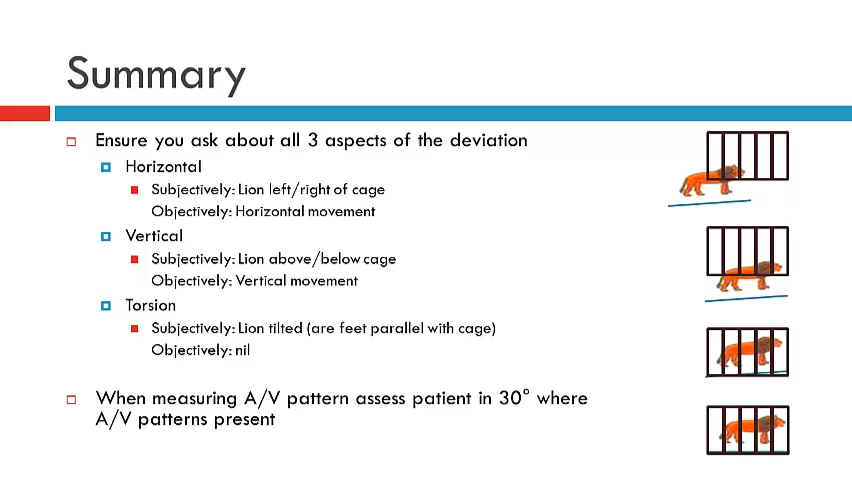 Summary
Ensure you ask about all 3 aspects of the deviation
Horizontal
Subjectively: Lion left/right of cage
Objectively: Horizontal movement
Vertical
Subjectively: Lion above/below cage
Objectively: Vertical movement
Torsion
Subjectively: Lion tilted (are feet parallel with cage)
Objectively: nil
When measuring A/V pattern assess patient in 30° where
A/V patterns present